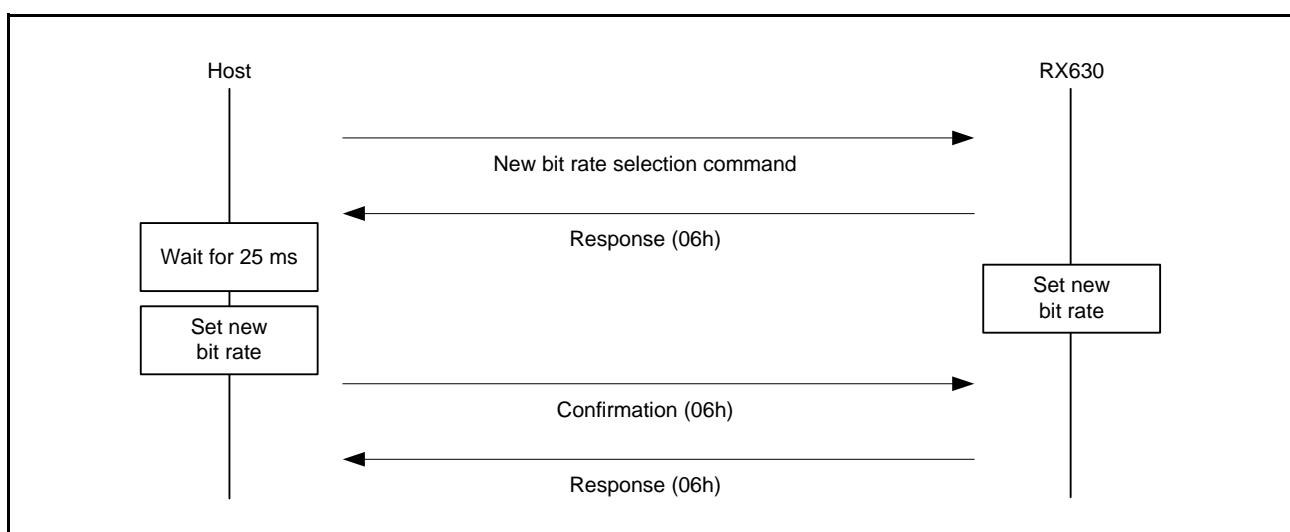 Host
RX630
New bit rate selection command
Response (06h)
Wait for 25 ms
Set new
bit rate
Set new
bit rate
Confirmation (06h)
Response (06h)